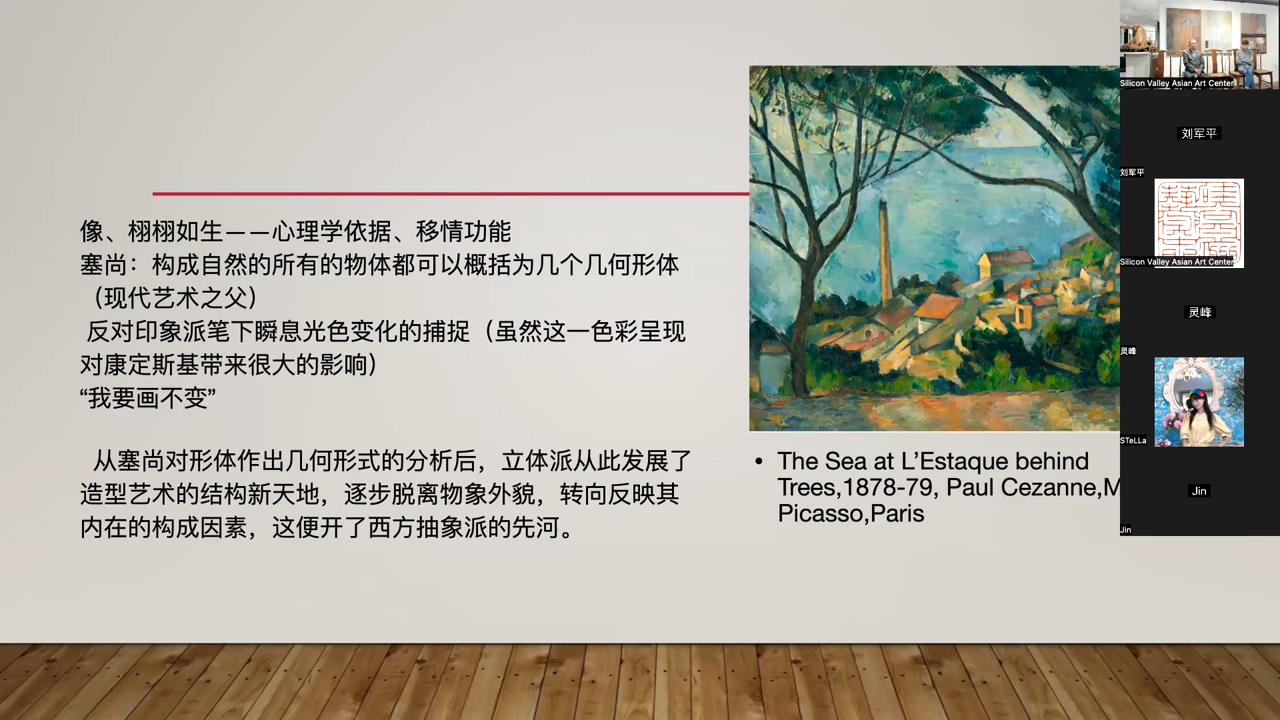 像、栩栩如生——心理学依据、移情功能
塞尚：构成自然的所有的物体都可以概括为几个几何形体
（现代艺术之父）
反对印象派笔下瞬息光色变化的捕捉（虽然这一色彩呈现
对康定斯基带来很大的影响）
“我要画不变”
从塞尚对形体作出几何形式的分析后，立体派从此发展了
造型艺术的结构新天地，逐步脱离物象外貌，转向反映其
内在的构成因素，这便开了西方抽象派的先河。
• The Sea at L’Estaque behind
Trees,1878-79, Paul Cezanne,M
Picasso,Paris
Silicon Valley Asian Art Center
刘军平
刘军平
Silicon Valley Asian Art Center
灵峰
灵峰
STeLLa
Jin
Jin